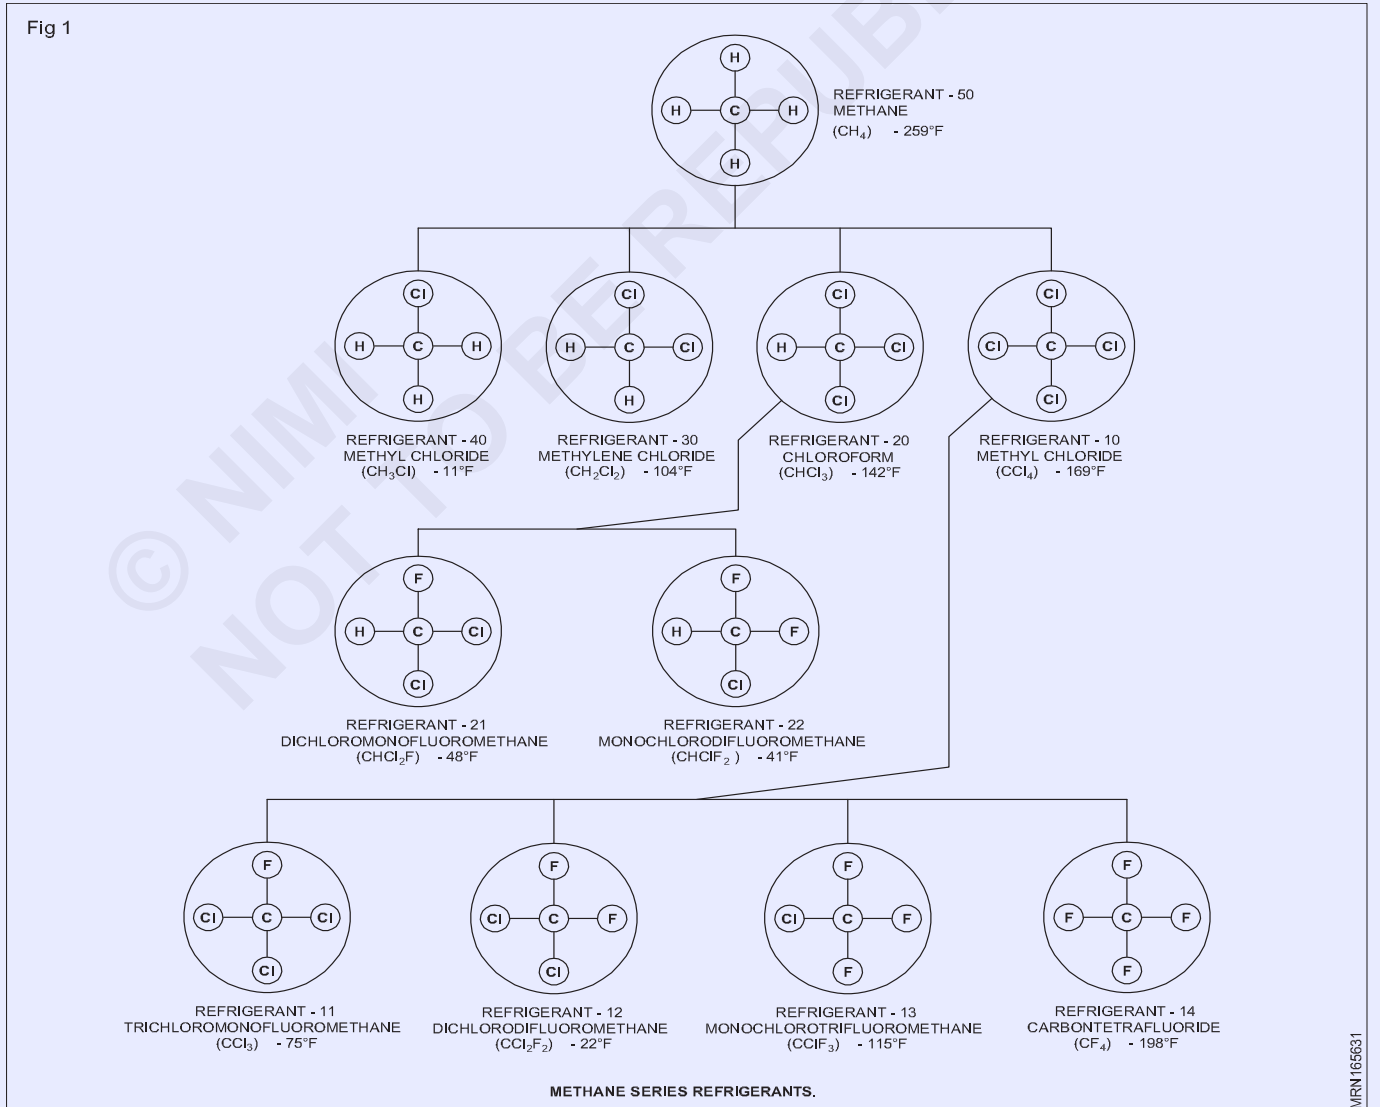 Fig 1
H
H C H
H
REFRIGERANT - 50
METHANE
(CH₄) - 259°F
Cl
H C H
H
REFRIGERANT - 40
METHYL CHLORIDE
(CH₃Cl) - 11°F
Cl
H C Cl
H
REFRIGERANT - 30
METHYLENE CHLORIDE
(CH₂Cl₂) - 104°F
Cl
H C Cl
Cl
REFRIGERANT - 20
CHLOROFORM
(CHCl₃) - 142°F
Cl
Cl C Cl
Cl
REFRIGERANT - 10
METHYL CHLORIDE
(CCl₄) - 169°F
F
H C Cl
Cl
REFRIGERANT - 21
DICHLOROMONOFLUOROMETHANE
(CHCl₂F) - 48°F
F
H C F
Cl
REFRIGERANT - 22
MONOCHLORODIFLUOROMETHANE
(CHClF₂ ) - 41°F
F
Cl C Cl
Cl
REFRIGERANT - 11
TRICHLOROMONOFLUOROMETHANE
(CCl₃) - 75°F
F
Cl C F
Cl
REFRIGERANT - 12
DICHLORODIFLUOROMETHANE
(CCl₂F₂) - 22°F
F
Cl C F
F
REFRIGERANT - 13
MONOCHLOROTRIFLUOROMETHANE
(CClF₃) - 115°F
F
F C F
F
REFRIGERANT - 14
CARBONTETRAFLUORIDE
(CF₄) - 198°F
METHANE SERIES REFRIGERANTS.
MRN165631
© NIMI
NOT TO BE REPUB